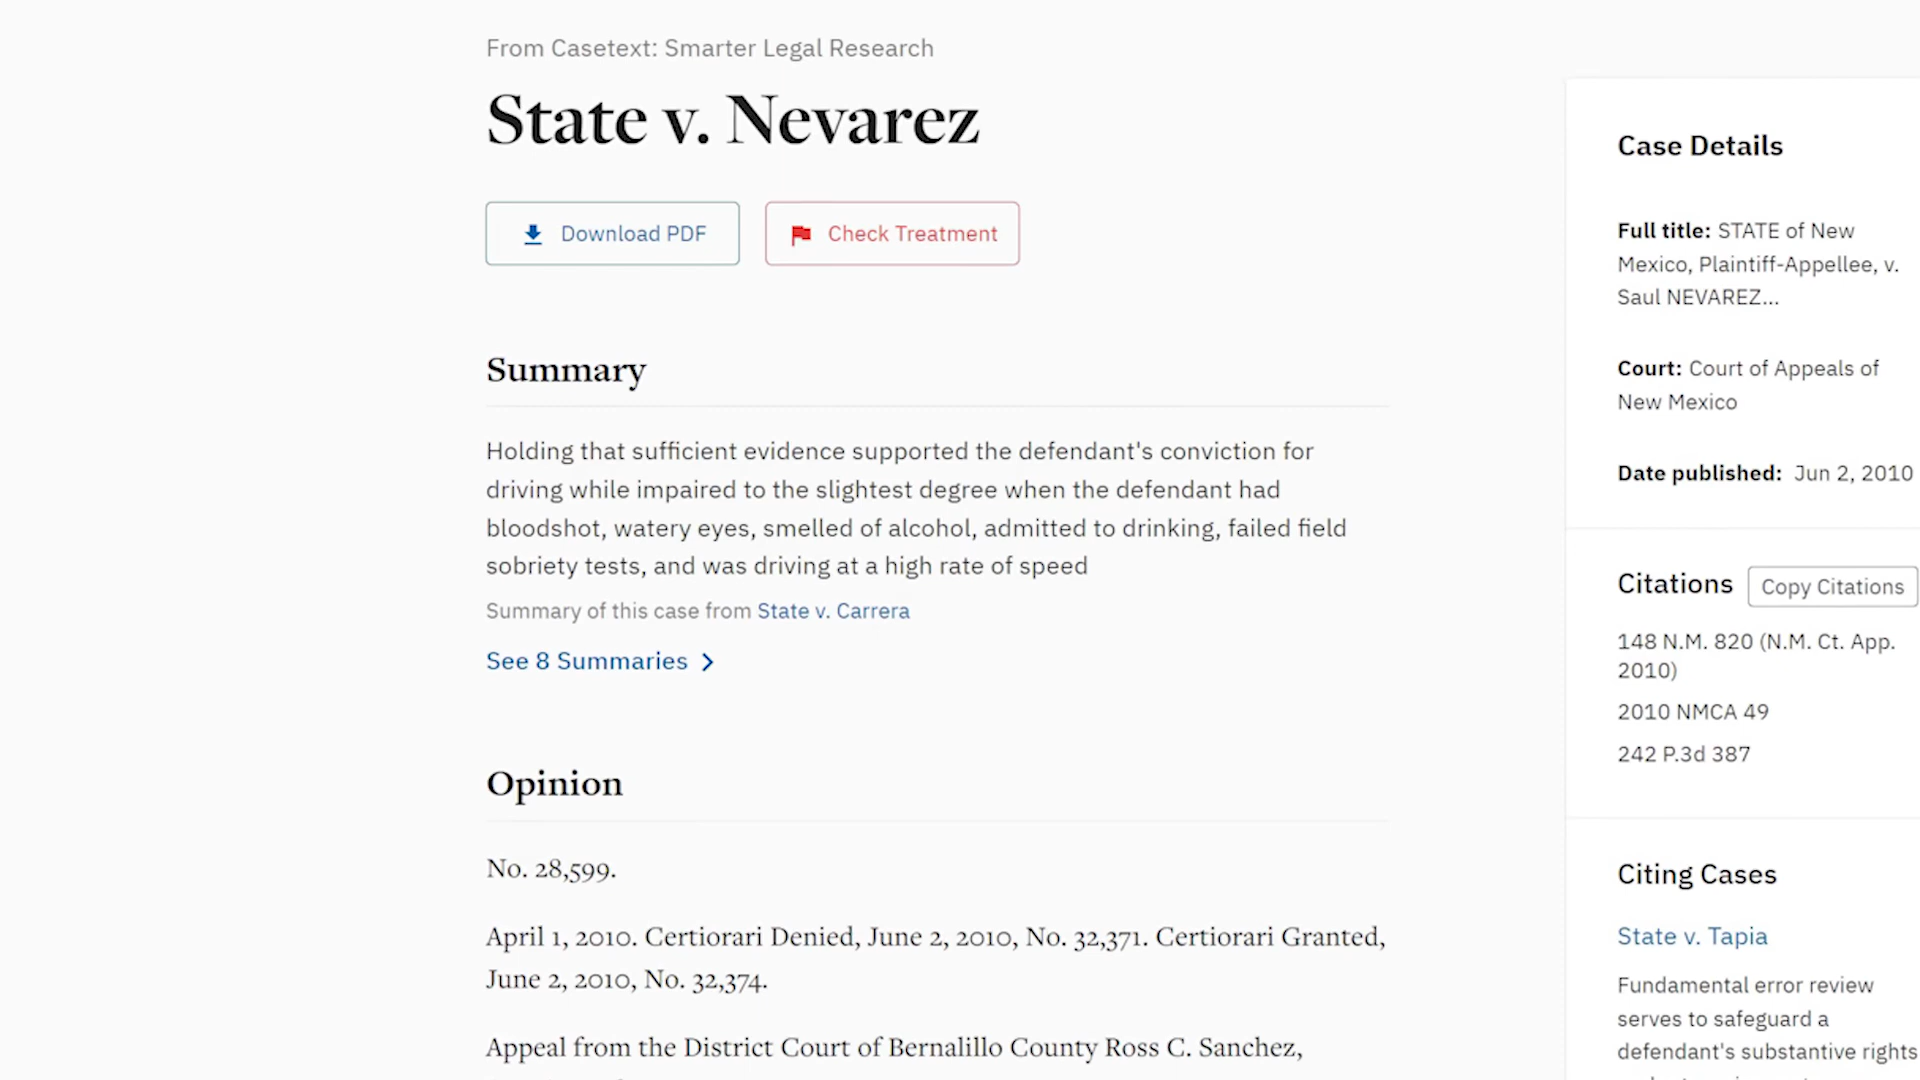 From Casetext: Smarter Legal Research
State v. Nevarez
Download PDF
Check Treatment
Summary
Holding that sufficient evidence supported the defendant's conviction for
driving while impaired to the slightest degree when the defendant had
bloodshot, watery eyes, smelled of alcohol, admitted to drinking, failed field
sobriety tests, and was driving at a high rate of speed
Summary of this case from State v. Carrera
See 8 Summaries
Opinion
No. 28,599.
April 1, 2010. Certiorari Denied, June 2, 2010, No. 32,371. Certiorari Granted,
June 2, 2010, No. 32,374.
Appeal from the District Court of Bernalillo County Ross C. Sanchez,
Case Details
Full title: STATE of New
Mexico, Plaintiff-Appellee, v.
Saul NEVAREZ...
Court: Court of Appeals of
New Mexico
Date published: Jun 2, 2010
Citations
Copy Citations
148 N.M. 820 (N.M. Ct. App.
2010)
2010 NMCA 49
242 P.3d 387
Citing Cases
State v. Tapia
Fundamental error review
serves to safeguard a
defendant's substantive rights